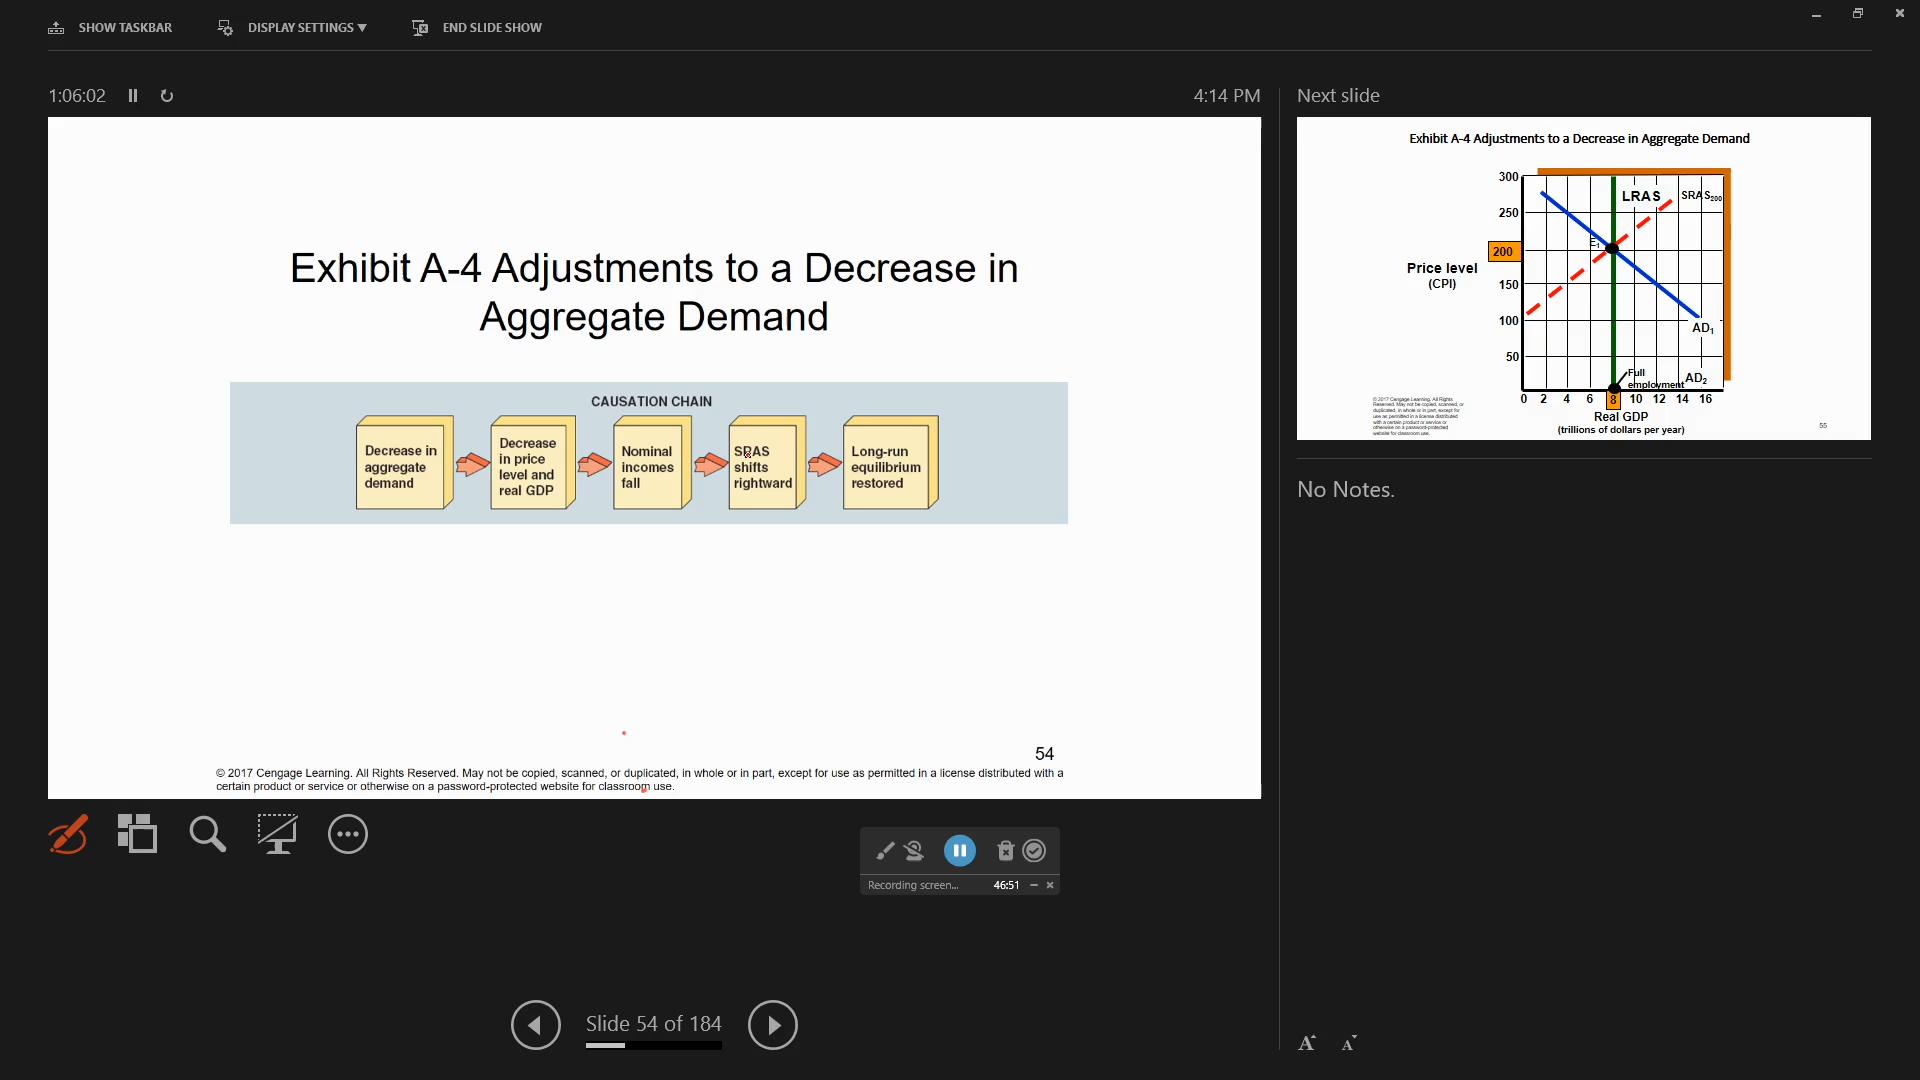 SHOW TASKBAR
DISPLAY SETTINGS
END SLIDE SHOW
1:06:02
4:14 PM
Exhibit A-4 Adjustments to a Decrease in
Aggregate Demand
CAUSATION CHAIN
Decrease in
aggregate
demand
Decrease
in price
level and
real GDP
Nominal
incomes
fall
SRAS
shifts
rightward
Long-run
equilibrium
restored
54
© 2017 Cengage Learning. All Rights Reserved. May not be copied, scanned, or duplicated, in whole or in part, except for use as permitted in a license distributed with a
certain product or service or otherwise on a password-protected website for classroom use.
Recording screen...
46:51
Slide 54 of 184
Next slide
Exhibit A-4 Adjustments to a Decrease in Aggregate Demand
300
250
200
150
100
50
Price level
(CPI)
LRAS
SRAS200
E1
AD1
Full
employment
AD2
0 2 4 6 8 10 12 14 16
Real GDP
(trillions of dollars per year)
© 2017 Cengage Learning. All Rights
Reserved. May not be copied, scanned, or
duplicated, in whole or in part, except for
use as permitted in a license distributed
with a certain product or service or
otherwise on a password-protected
website for classroom use.
55
No Notes.
A A